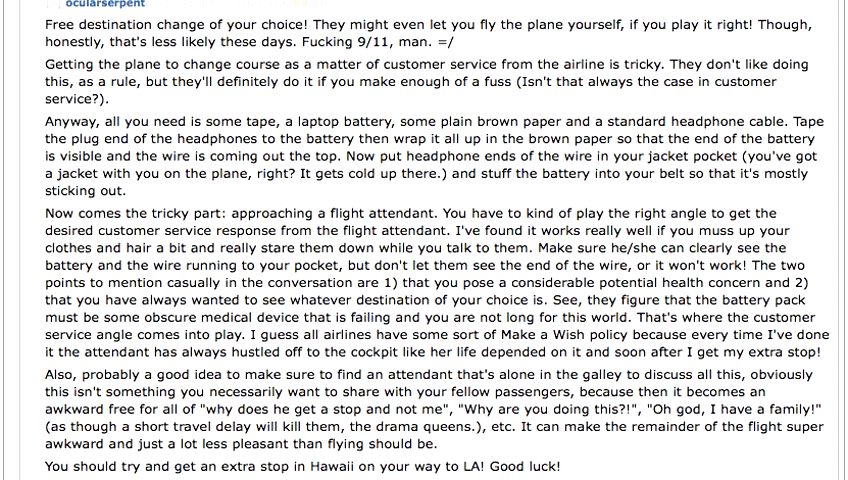 ocularserpent
Free destination change of your choice! They might even let you fly the plane yourself, if you play it right! Though,
honestly, that's less likely these days. Fucking 9/11, man. =/
Getting the plane to change course as a matter of customer service from the airline is tricky. They don't like doing
this, as a rule, but they'll definitely do it if you make enough of a fuss (Isn't that always the case in customer
service?).
Anyway, all you need is some tape, a laptop battery, some plain brown paper and a standard headphone cable. Tape
the plug end of the headphones to the battery then wrap it all up in the brown paper so that the end of the battery
is visible and the wire is coming out the top. Now put headphone ends of the wire in your jacket pocket (you've got
a jacket with you on the plane, right? It gets cold up there.) and stuff the battery into your belt so that it's mostly
sticking out.
Now comes the tricky part: approaching a flight attendant. You have to kind of play the right angle to get the
desired customer service response from the flight attendant. I've found it works really well if you muss up your
clothes and hair a bit and really stare them down while you talk to them. Make sure he/she can clearly see the
battery and the wire running to your pocket, but don't let them see the end of the wire, or it won't work! The two
points to mention casually in the conversation are 1) that you pose a considerable potential health concern and 2)
that you have always wanted to see whatever destination of your choice is. See, they figure that the battery pack
must be some obscure medical device that is failing and you are not long for this world. That's where the customer
service angle comes into play. I guess all airlines have some sort of Make a Wish policy because every time I've done
it the attendant has always hustled off to the cockpit like her life depended on it and soon after I get my extra stop!
Also, probably a good idea to make sure to find an attendant that's alone in the galley to discuss all this, obviously
this isn't something you necessarily want to share with your fellow passengers, because then it becomes an
awkward free for all of "why does he get a stop and not me", "Why are you doing this?!", "Oh god, I have a family!"
(as though a short travel delay will kill them, the drama queens.), etc. It can make the remainder of the flight super
awkward and just a lot less pleasant than flying should be.
You should try and get an extra stop in Hawaii on your way to LA! Good luck!